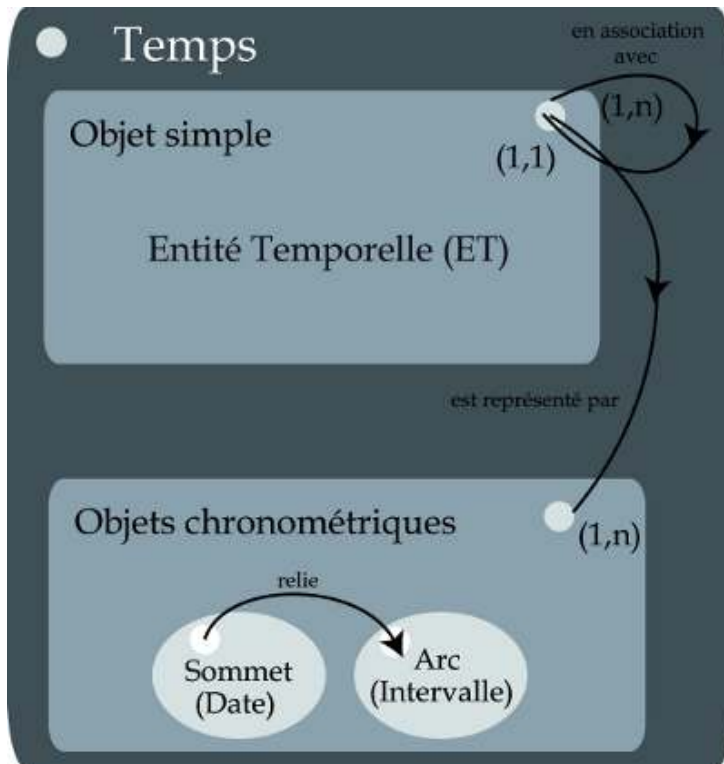 Temps
en association
avec
(1,n)
Objet simple
(1,1)
Entité Temporelle (ET)
est représenté par
Objets chronométriques
(1,n)
relie
Sommet
(Date)
Arc
(Intervalle)